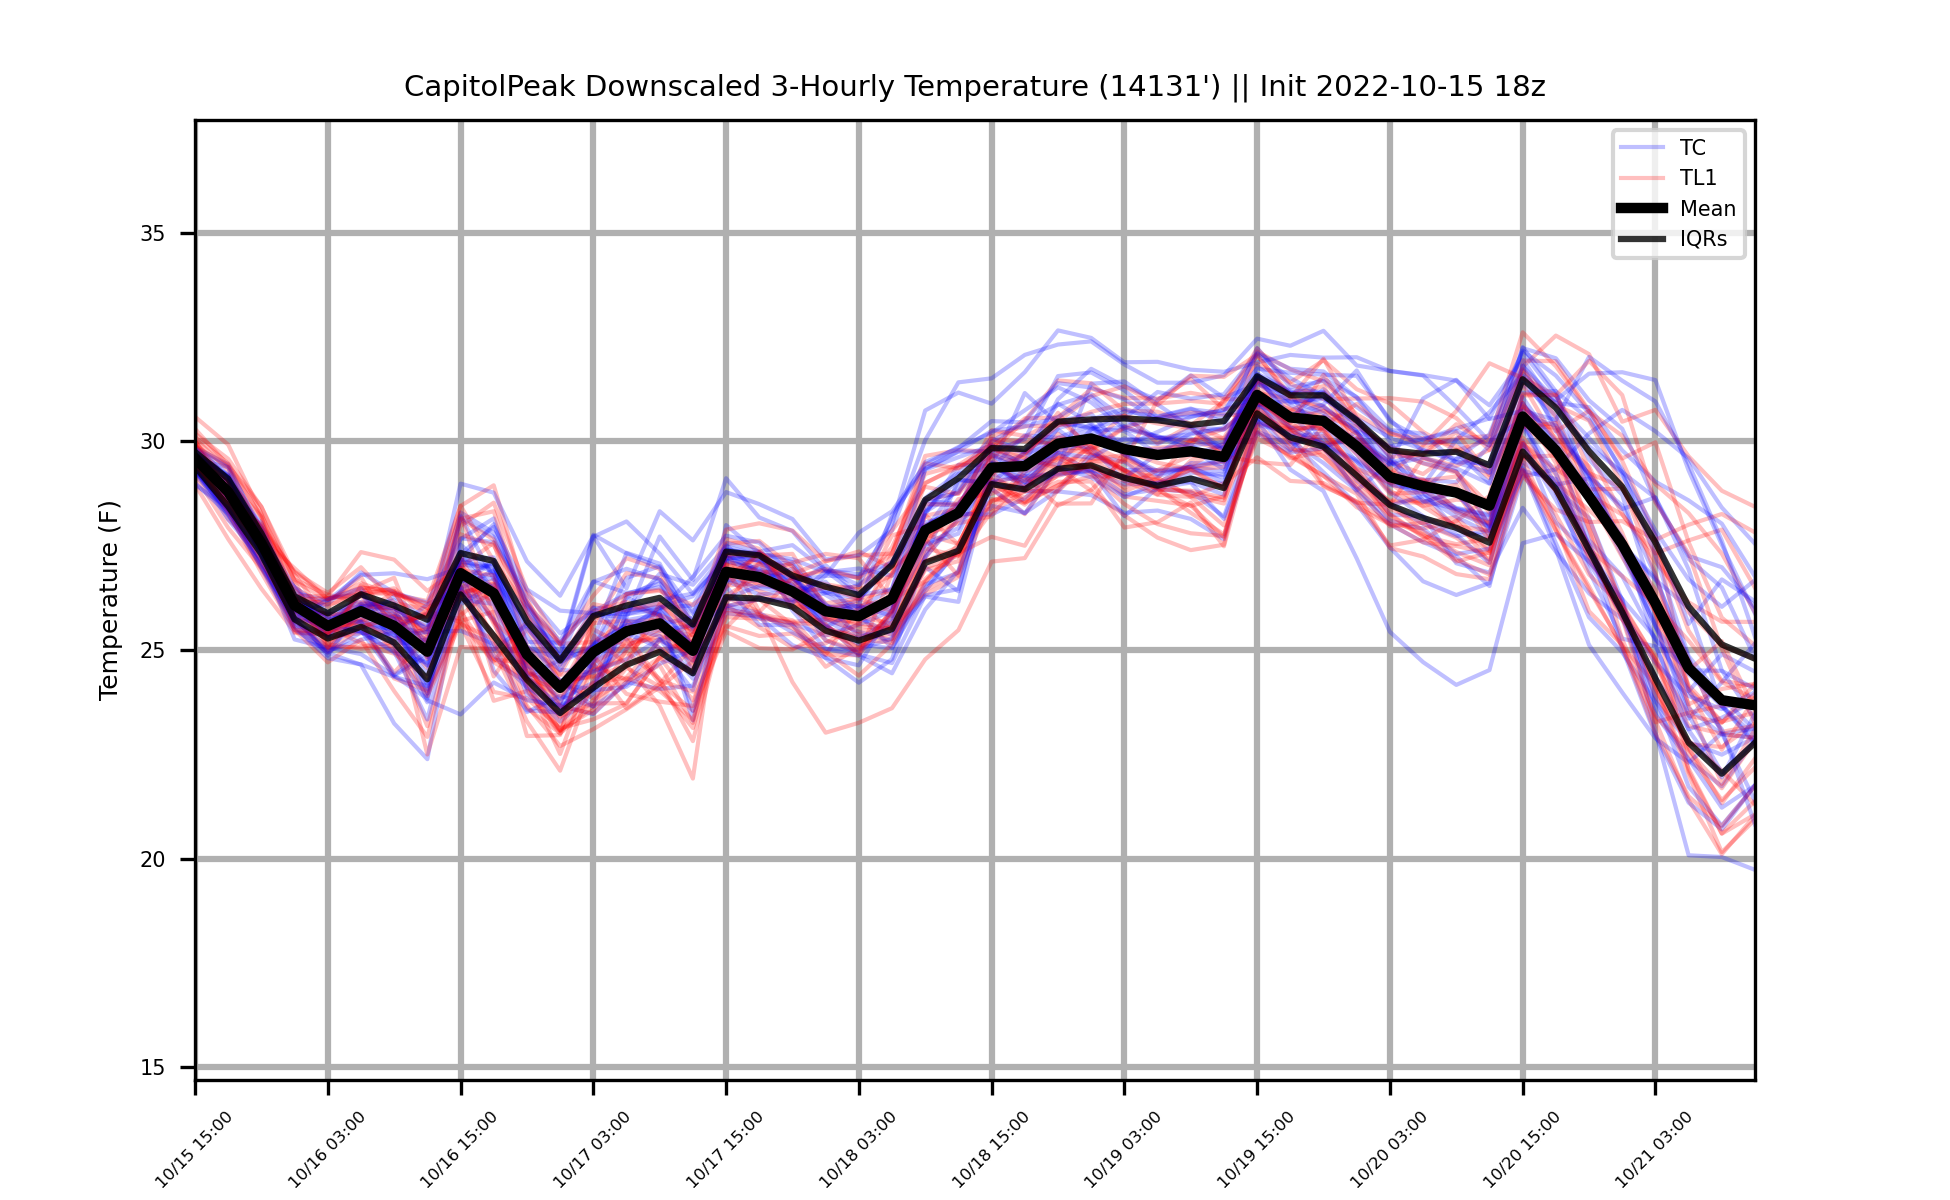 CapitolPeak Downscaled 3-Hourly Temperature (14131') || Init 2022-10-15 18z
TC
TL1
Mean
IQRs
Temperature (F)
35
30
25
20
15
10/15 15:00
10/16 03:00
10/16 15:00
10/17 03:00
10/17 15:00
10/18 03:00
10/18 15:00
10/19 03:00
10/19 15:00
10/20 03:00
10/20 15:00
10/21 03:00